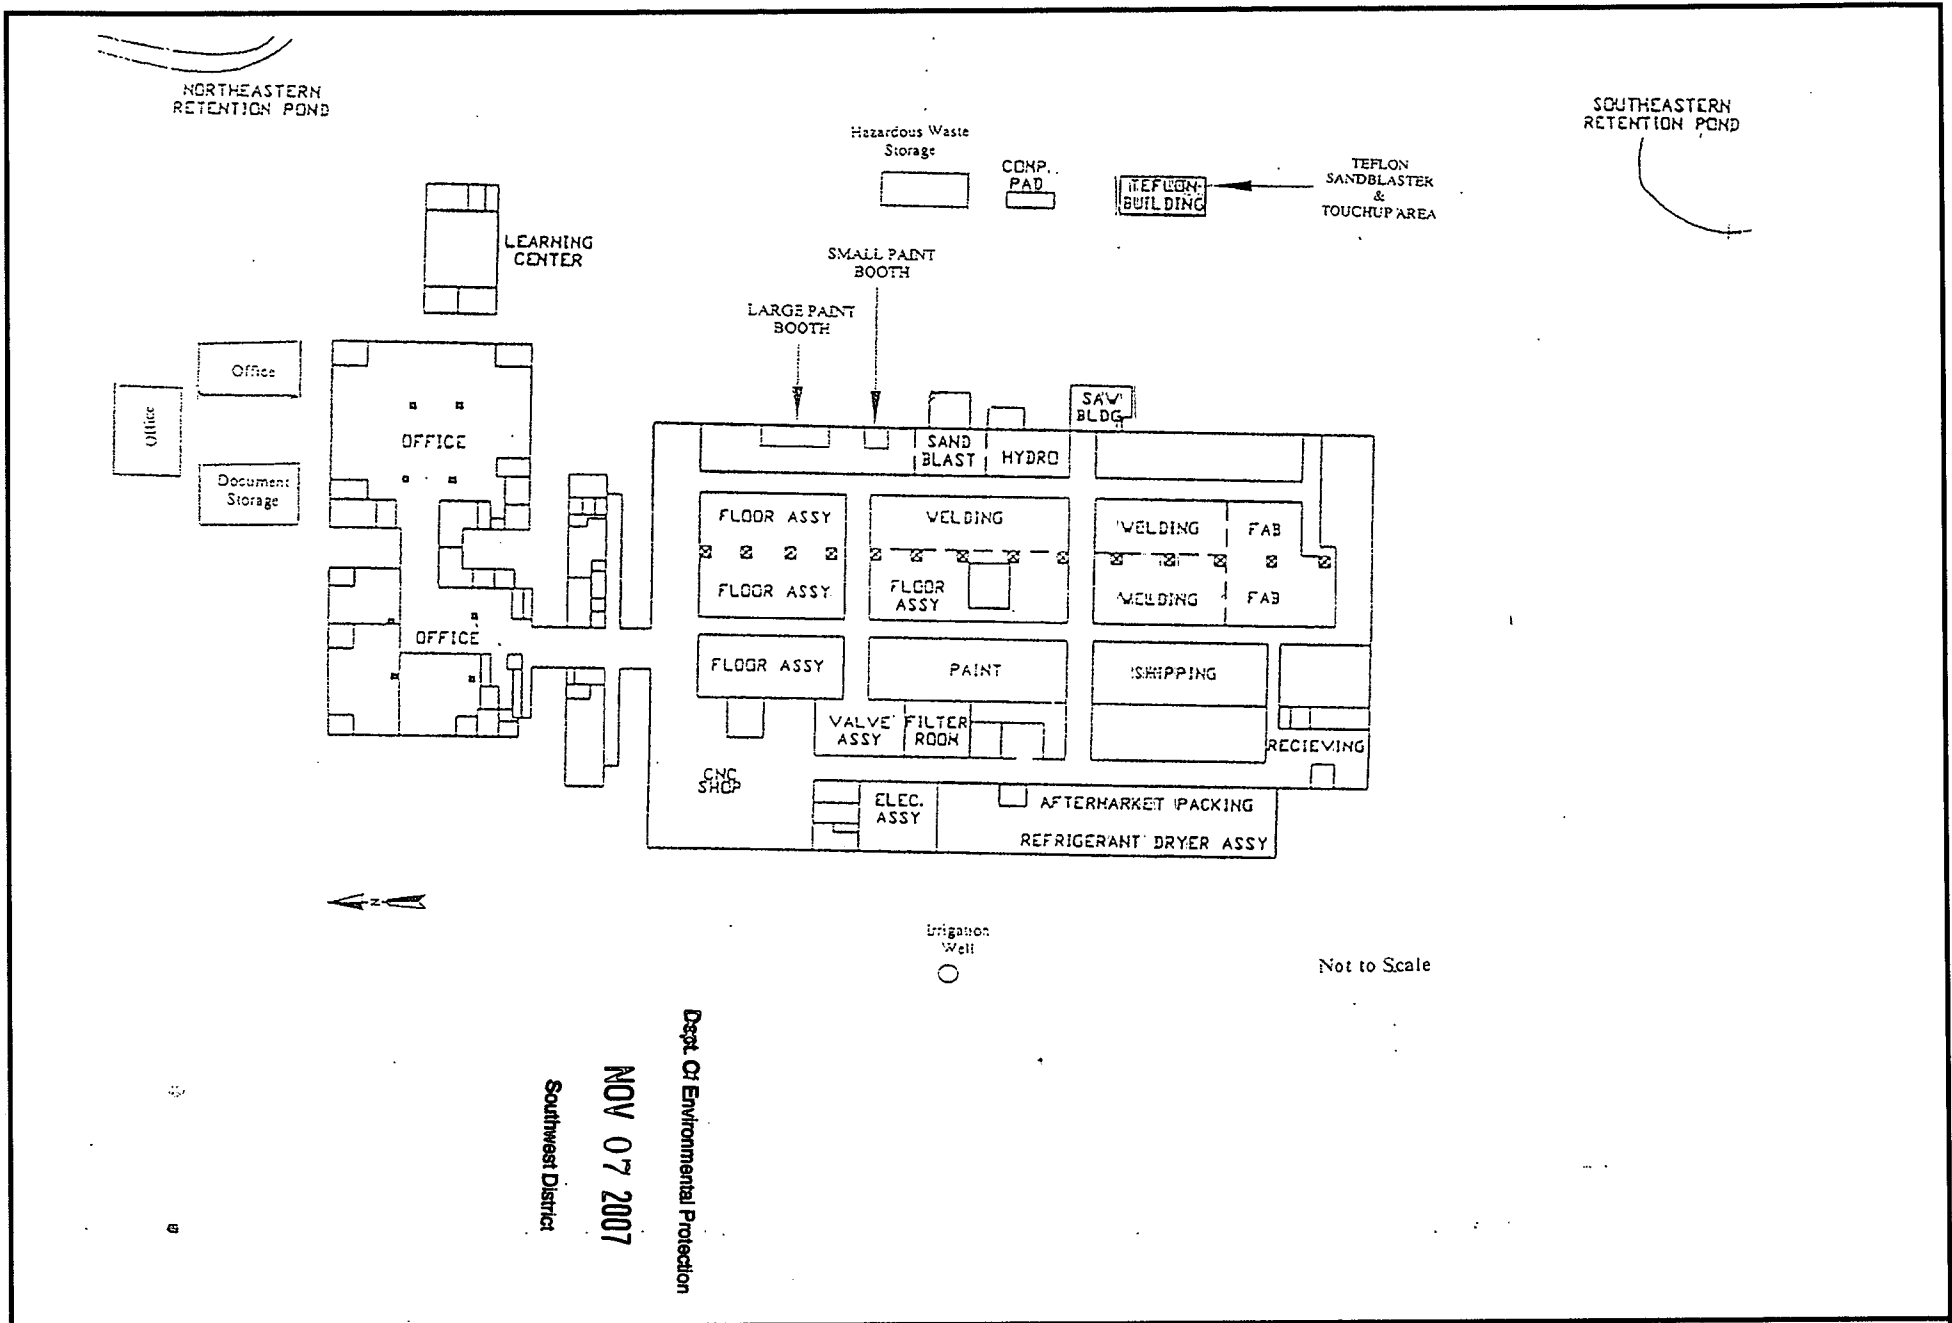 NORTHEASTERN
RETENTION POND
SOUTHEASTERN
RETENTION POND
Hazardous Waste
Storage
COMP.
PAD
TEFLON
BUILDING
TEFLON
SANDBLASTER
&
TOUCHUP AREA
LEARNING
CENTER
SMALL PAINT
BOOTH
LARGE PAINT
BOOTH
Office
Office
Document
Storage
OFFICE
SAW
BLDG
SAND
BLAST
HYDRO
FLOOR ASSY
WELDING
WELDING
FAB
FLOOR ASSY
FLOOR
ASSY
WELDING
FAB
OFFICE
FLOOR ASSY
PAINT
SHIPPING
VALVE
ASSY
FILTER
ROOM
RECIEVING
CNC
SHOP
ELEC.
ASSY
AFTERMARKET PACKING
REFRIGERANT DRYER ASSY
N
Irrigation
Well
Not to Scale
Dept. Of Environmental Protection
NOV 07 2007
Southwest District